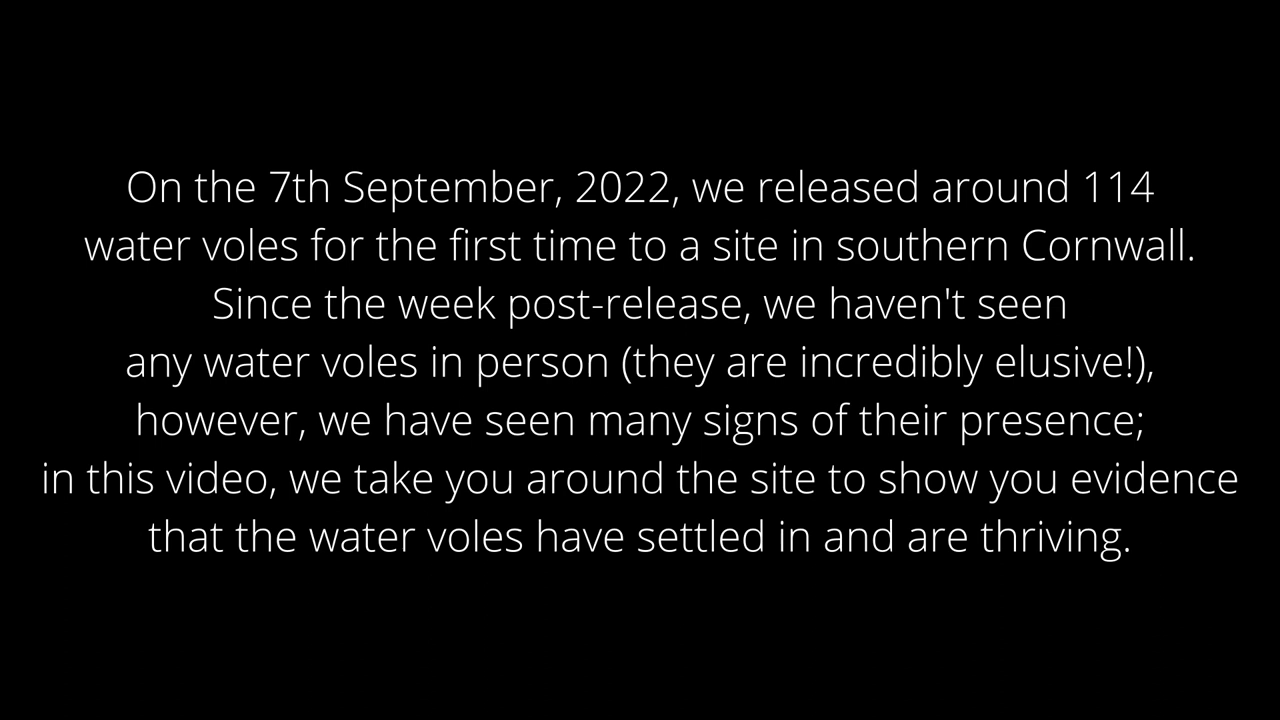 On the 7th September, 2022, we released around 114
water voles for the first time to a site in southern Cornwall.
Since the week post-release, we haven't seen
any water voles in person (they are incredibly elusive!),
however, we have seen many signs of their presence;
in this video, we take you around the site to show you evidence
that the water voles have settled in and are thriving.